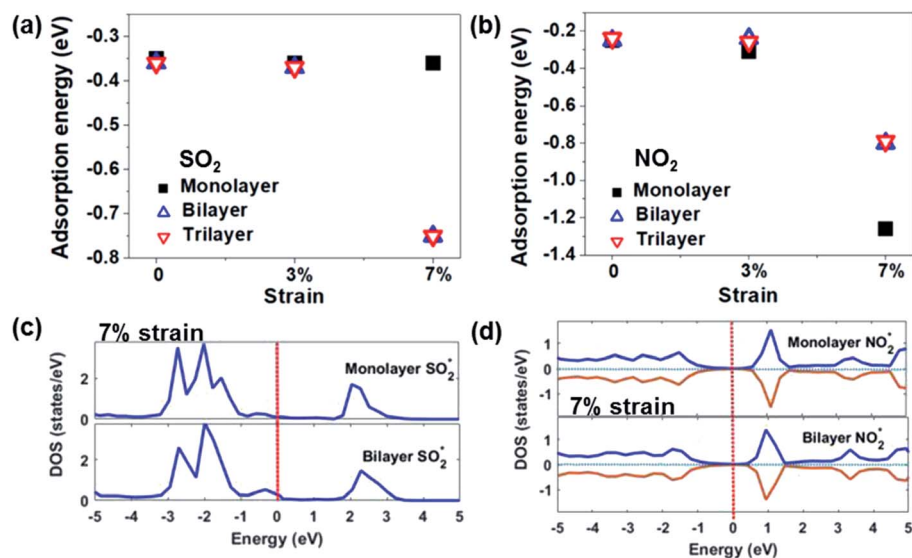 (a)
Adsorption energy (eV)
-0.3
-0.4
-0.5
-0.6
-0.7
-0.8
SO₂
Monolayer
Bilayer
Trilayer
0 3% 7%
Strain
(b)
Adsorption energy (eV)
-0.2
-0.4
-0.6
-0.8
-1.0
-1.2
-1.4
NO₂
Monolayer
Bilayer
Trilayer
0 3% 7%
Strain
(c)
7% strain
DOS (states/eV)
2
0
Monolayer SO₂*
2
0
Bilayer SO₂*
-5 -4 -3 -2 -1 0 1 2 3 4 5
Energy (eV)
(d)
DOS (states/eV)
1
0
-1
Monolayer NO₂*
7% strain
1
0
-1
Bilayer NO₂*
-5 -4 -3 -2 -1 0 1 2 3 4 5
Energy (eV)